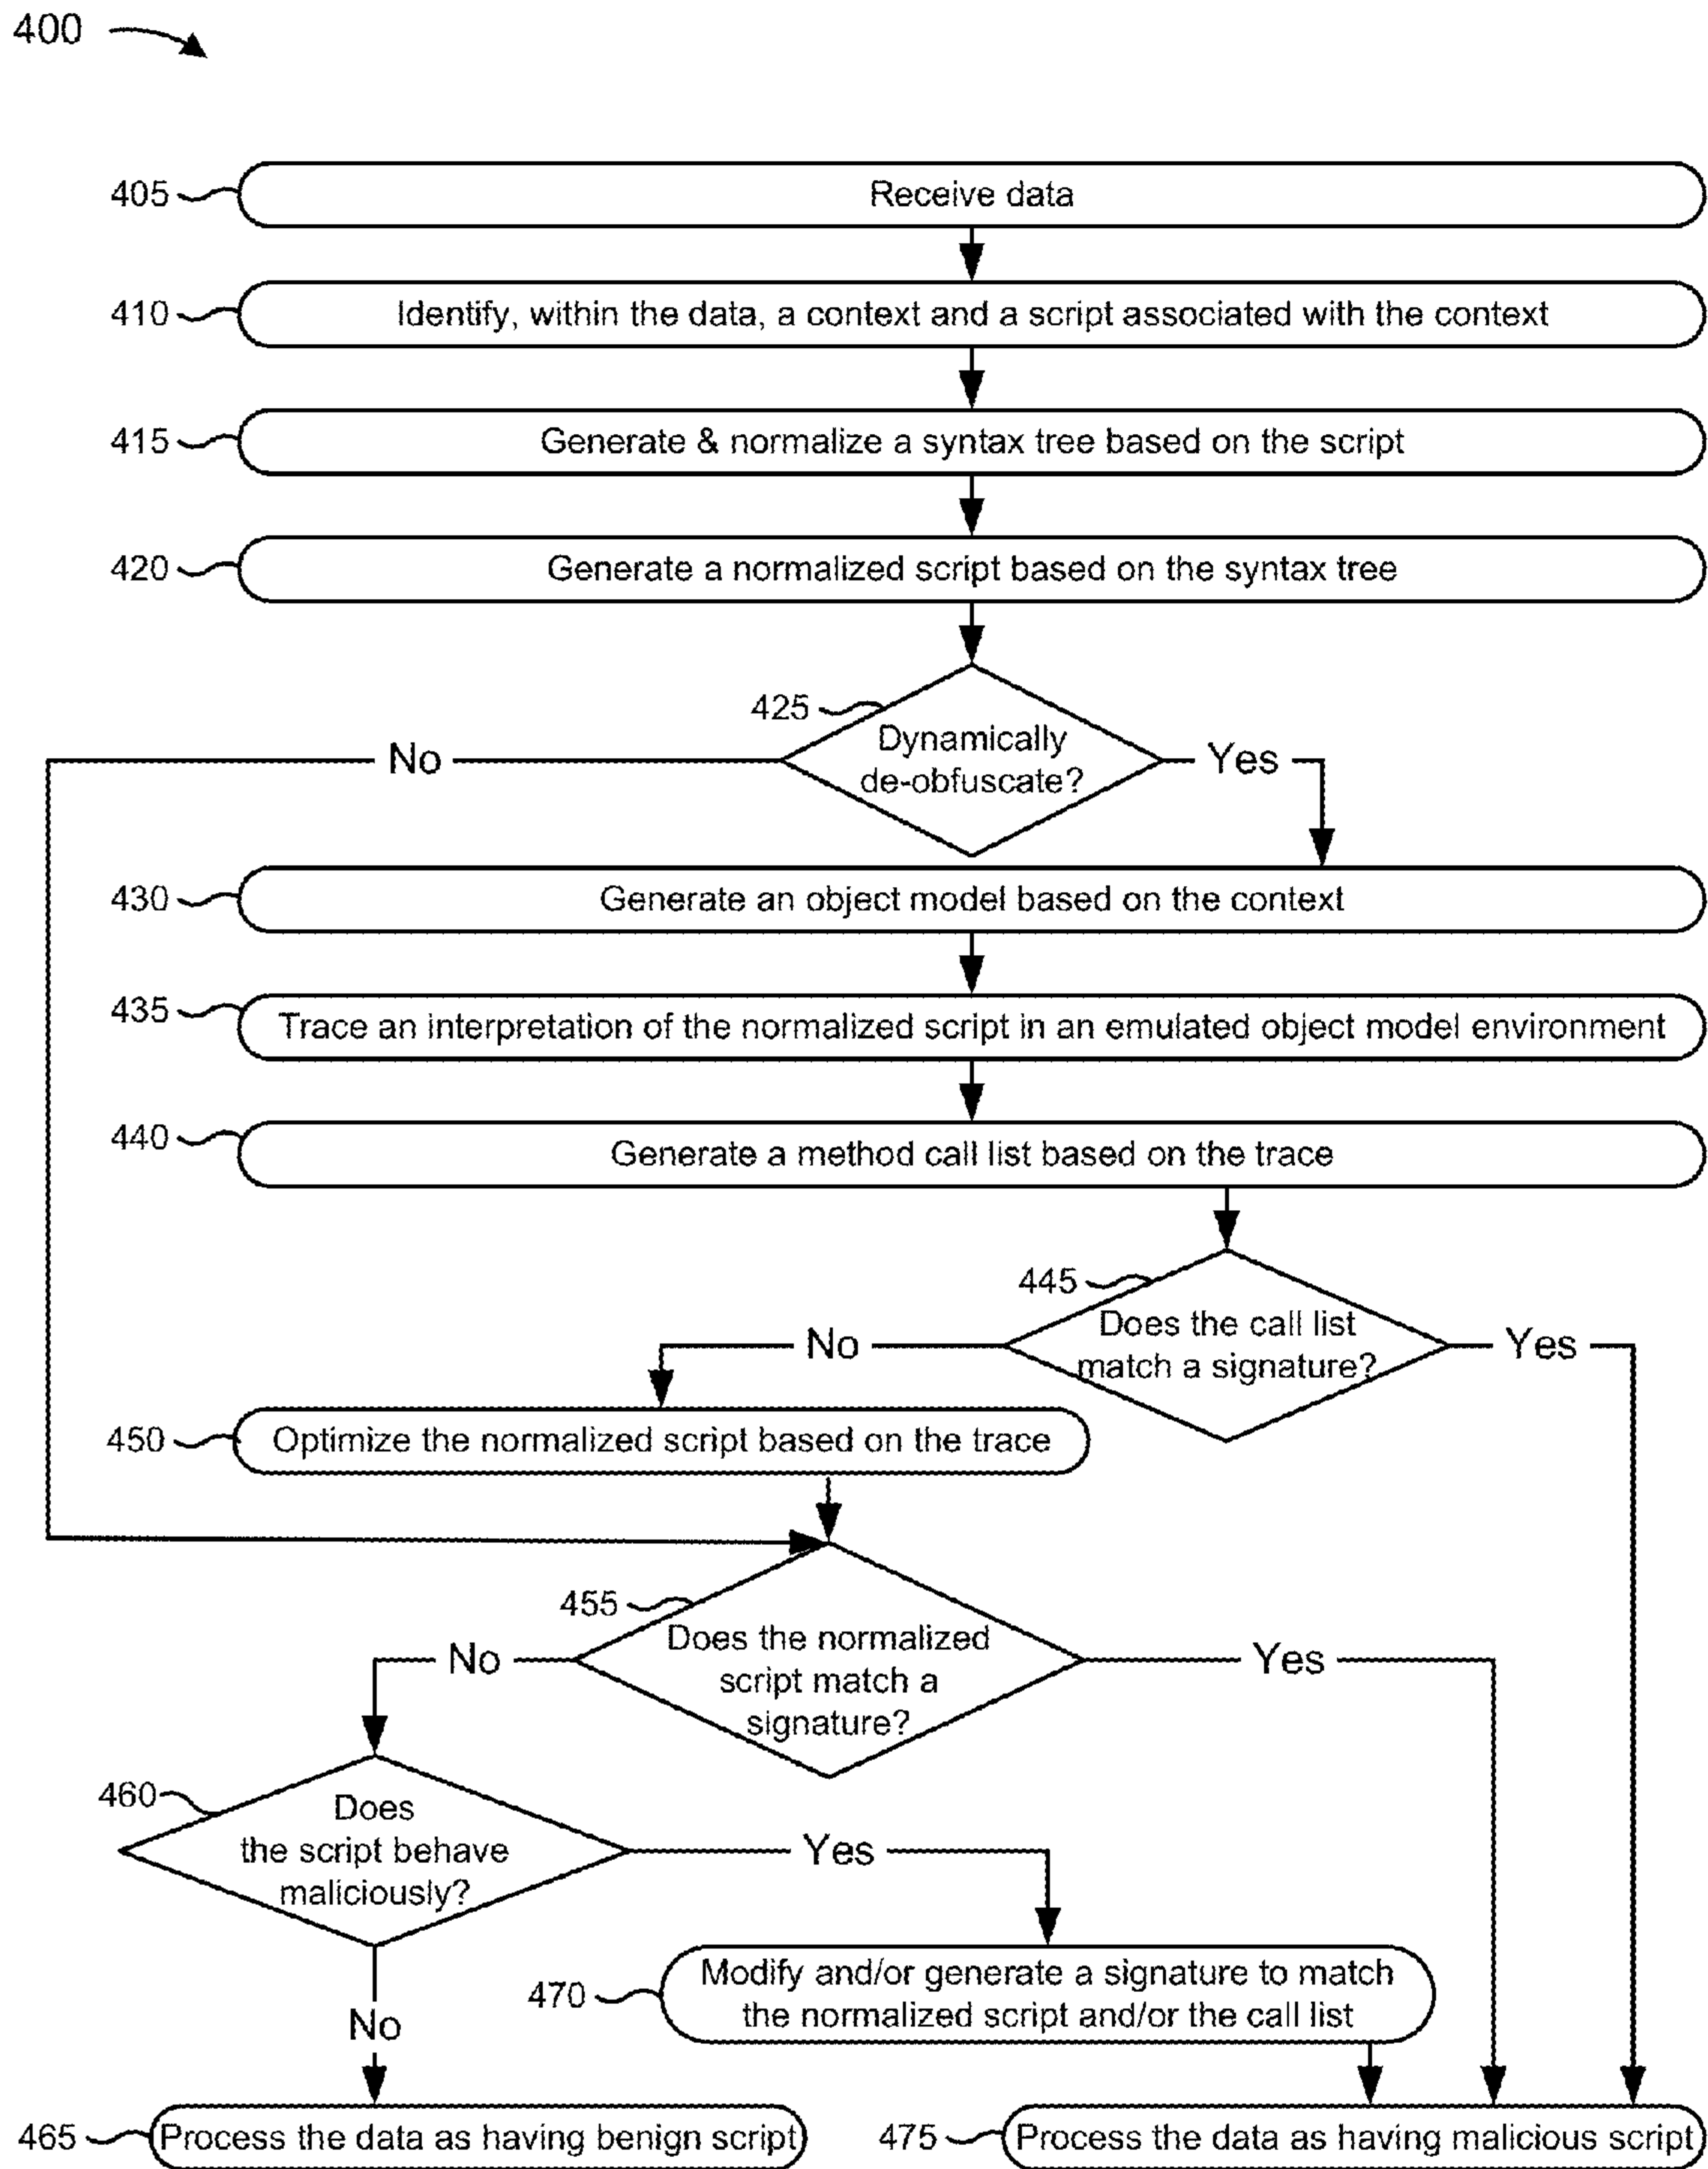 400
405 Receive data
410 Identify, within the data, a context and a script associated with the context
415 Generate & normalize a syntax tree based on the script
420 Generate a normalized script based on the syntax tree
425
Dynamically
de-obfuscate?
No
Yes
430 Generate an object model based on the context
435 Trace an interpretation of the normalized script in an emulated object model environment
440 Generate a method call list based on the trace
445
Does the call list
match a signature?
No
Yes
450 Optimize the normalized script based on the trace
455
Does the normalized
script match a
signature?
No
Yes
460
Does
the script behave
maliciously?
Yes
No
470
Modify and/or generate a signature to match
the normalized script and/or the call list
465 Process the data as having benign script
475 Process the data as having malicious script